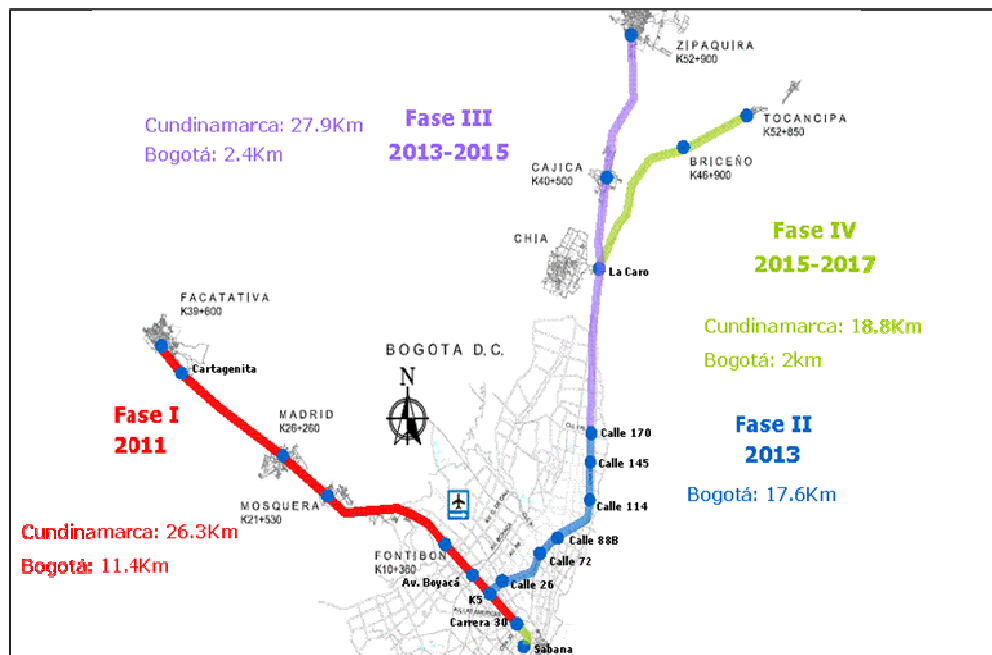 ZIPAQUIRA
K52+900
Fase III
2013-2015
Cundinamarca: 27.9Km
Bogotá: 2.4Km
TOCANCIPA
K52+850
BRICEÑO
K46+900
CAJICA
K40+500
CHIA
La Caro
Fase IV
2015-2017
Cundinamarca: 18.8Km
Bogotá: 2km
FACATATIVA
K39+600
Cartagenita
BOGOTA D.C.
N
Fase I
2011
MADRID
K26+260
Calle 170
Fase II
2013
Calle 145
Bogotá: 17.6Km
MOSQUERA
K21+530
Calle 114
Cundinamarca: 26.3Km
Bogotá: 11.4Km
Calle 88B
FONTIBON
K10+360
Calle 72
Av. Boyacá
Calle 26
K5
Carrera 30
Sabana